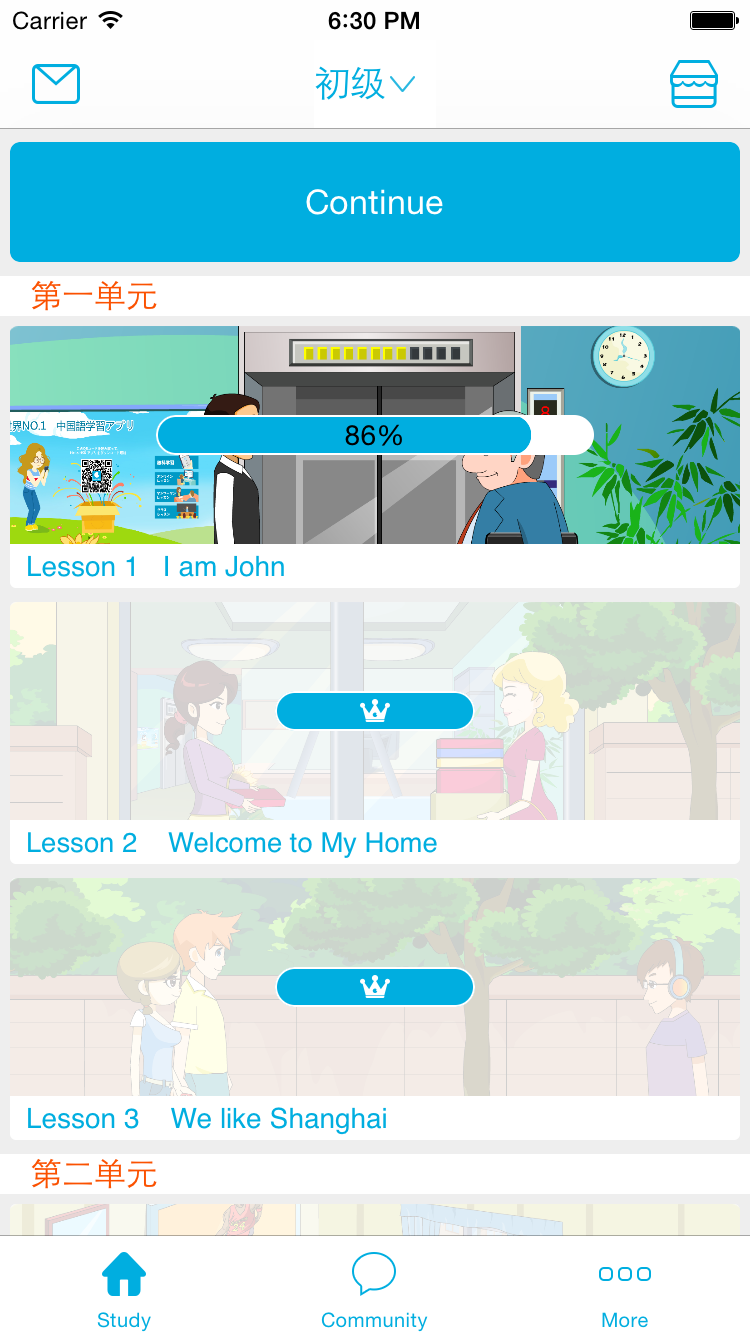 Carrier 6:30 PM
初级
Continue
第一单元
世界NO.1 中国語学習アプリ
8
86%
Lesson 1 I am John
Lesson 2 Welcome to My Home
Lesson 3 We like Shanghai
第二单元
Study Community More